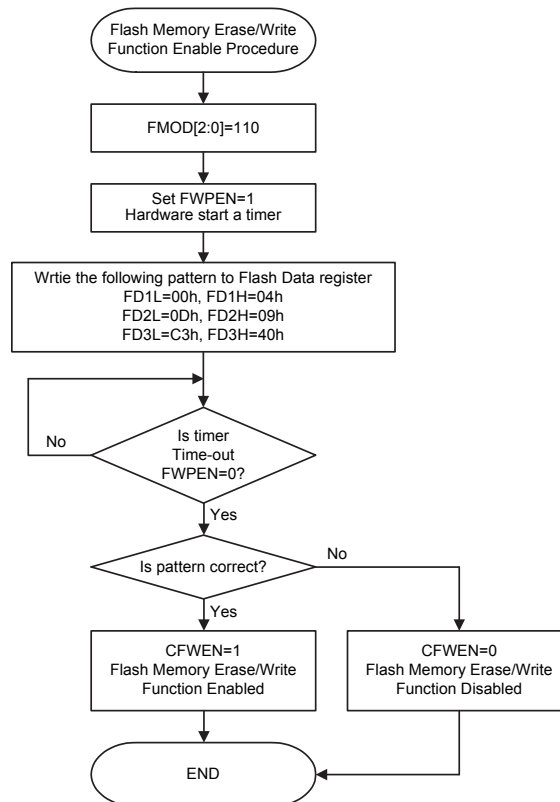 Flash Memory Erase/Write
Function Enable Procedure
FMOD[2:0]=110
Set FWPEN=1
Hardware start a timer
Wrtie the following pattern to Flash Data register
FD1L=00h, FD1H=04h
FD2L=0Dh, FD2H=09h
FD3L=C3h, FD3H=40h
No
Is timer
Time-out
FWPEN=0?
Yes
Is pattern correct?
No
Yes
CFWEN=1
Flash Memory Erase/Write
Function Enabled
CFWEN=0
Flash Memory Erase/Write
Function Disabled
END